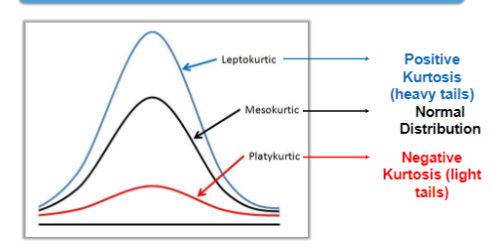 Leptokurtic
Positive
Kurtosis
(heavy tails)
Mesokurtic
Normal
Distribution
Platykurtic
Negative
Kurtosis (light
tails)